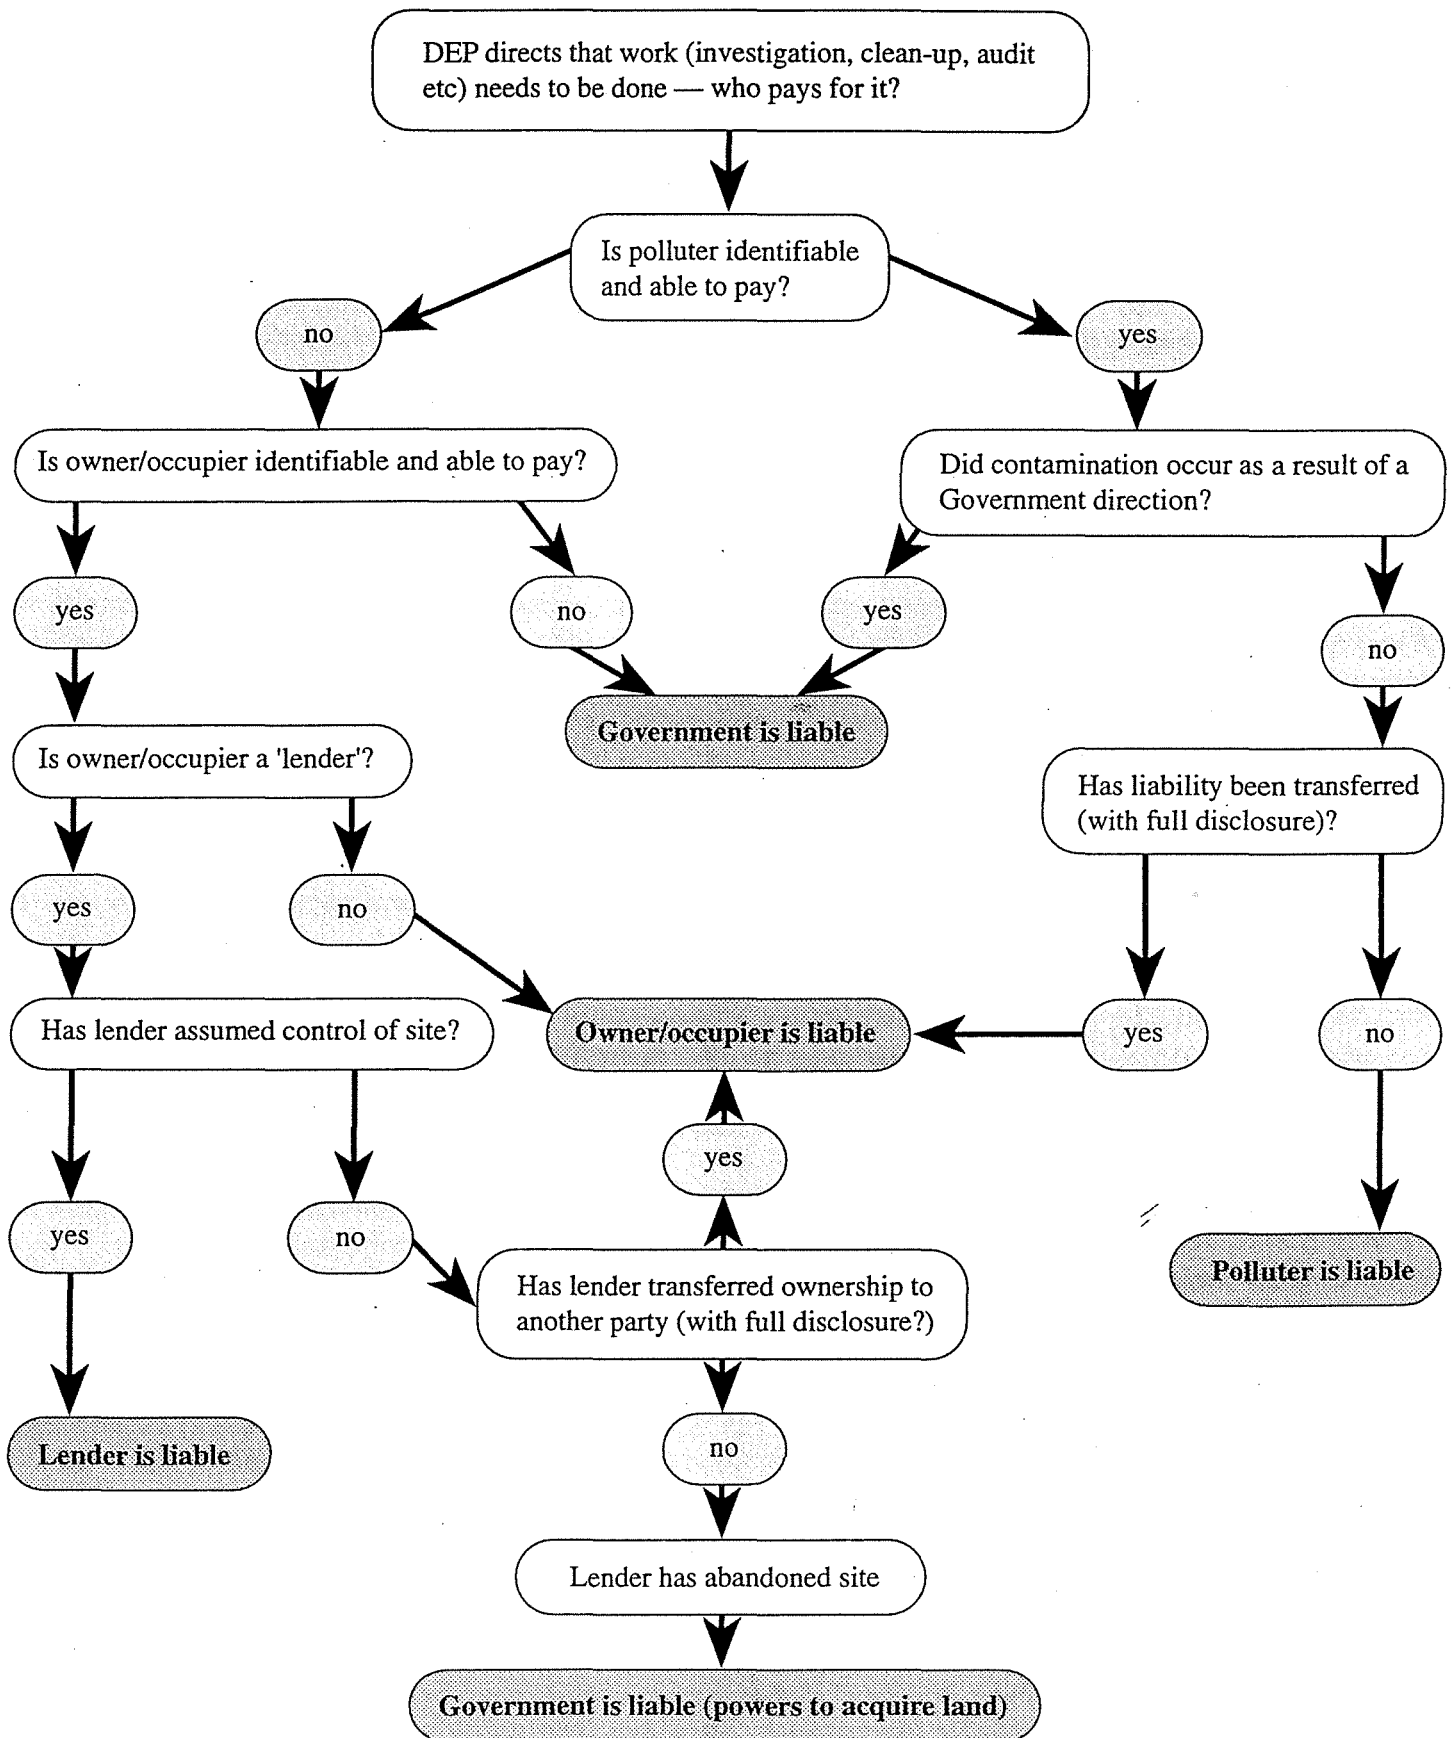 DEP directs that work (investigation, clean-up, audit
etc) needs to be done — who pays for it?
Is polluter identifiable
and able to pay?
no
yes
Is owner/occupier identifiable and able to pay?
Did contamination occur as a result of a
Government direction?
yes
no
yes
no
Government is liable
Is owner/occupier a 'lender'?
Has liability been transferred
(with full disclosure)?
yes
no
Has lender assumed control of site?
Owner/occupier is liable
yes
no
yes
yes
no
Has lender transferred ownership to
another party (with full disclosure?)
Polluter is liable
Lender is liable
no
Lender has abandoned site
Government is liable (powers to acquire land)